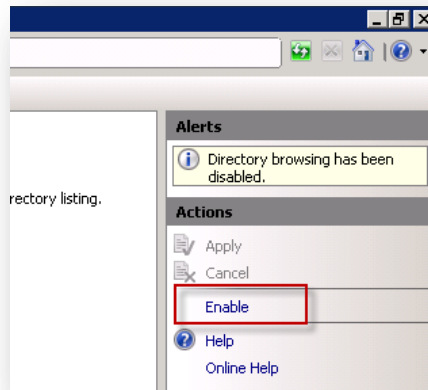 Alerts
Directory browsing has been
disabled.
rectory listing.
Actions
Apply
Cancel
Enable
Help
Online Help